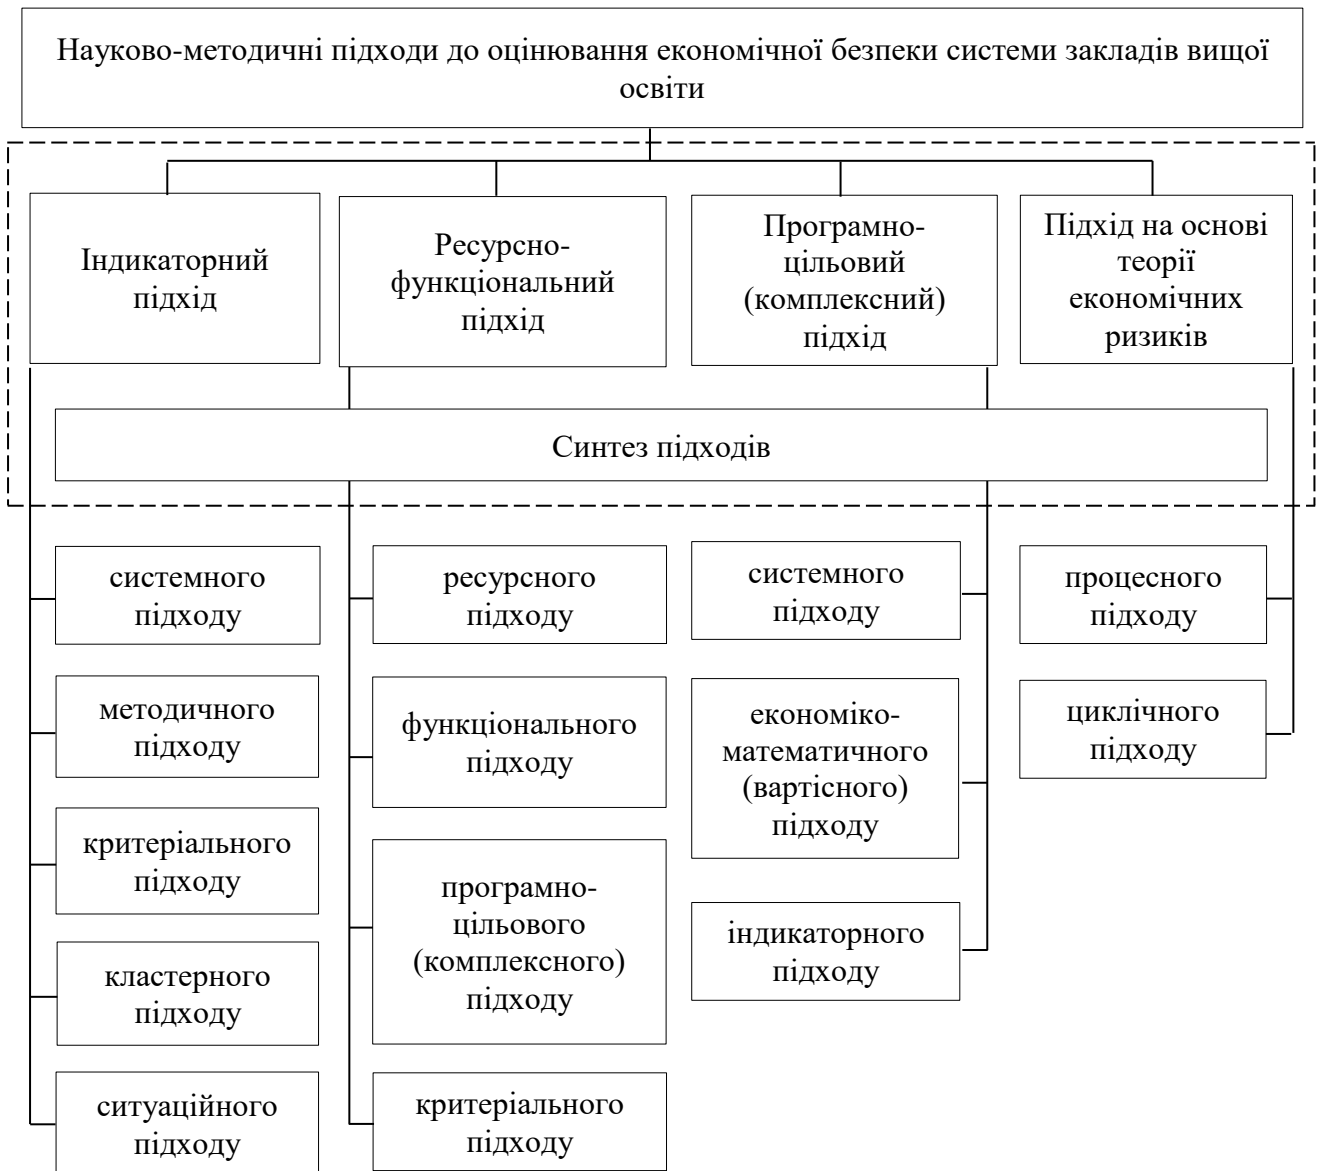 Науково-методичні підходи до оцінювання економічної безпеки системи закладів вищої
освіти
Індикаторний
підхід
Ресурсно-
функціональний
підхід
Програмно-
цільовий
(комплексний)
підхід
Підхід на основі
теорії
економічних
ризиків
Синтез підходів
системного
підходу
методичного
підходу
критеріального
підходу
кластерного
підходу
ситуаційного
підходу
ресурсного
підходу
функціонального
підходу
програмно-
цільового
(комплексного)
підходу
критеріального
підходу
системного
підходу
економіко-
математичного
(вартісного)
підходу
індикаторного
підходу
процесного
підходу
циклічного
підходу